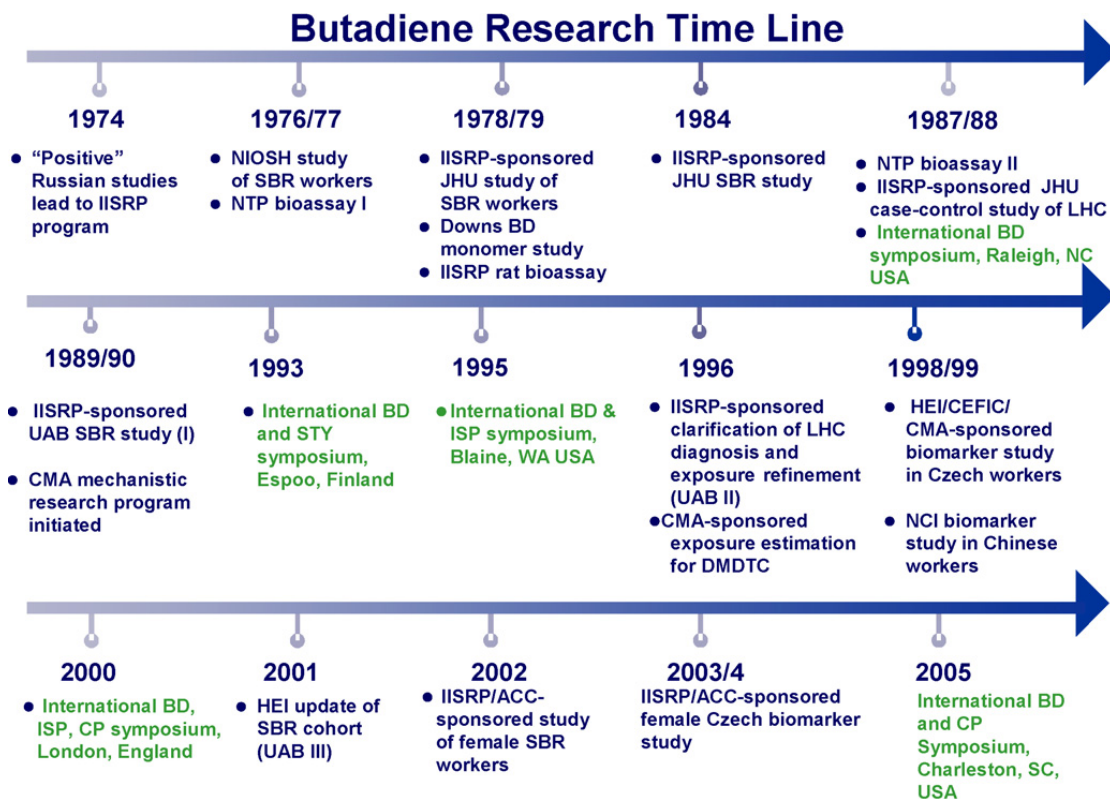 Butadiene Research Time Line
1974
● “Positive”
Russian studies
lead to IISRP
program
1976/77
● NIOSH study
of SBR workers
● NTP bioassay I
1978/79
● IISRP-sponsored
JHU study of
SBR workers
● Downs BD
monomer study
● IISRP rat bioassay
1984
● IISRP-sponsored
JHU SBR study
1987/88
● NTP bioassay II
● IISRP-sponsored JHU
case-control study of LHC
● International BD
symposium, Raleigh, NC
USA
1989/90
● IISRP-sponsored
UAB SBR study (I)
● CMA mechanistic
research program
initiated
1993
● International BD
and STY
symposium,
Espoo, Finland
1995
● International BD &
ISP symposium,
Blaine, WA USA
1996
● IISRP-sponsored
clarification of LHC
diagnosis and
exposure refinement
(UAB II)
● CMA-sponsored
exposure estimation
for DMDTC
1998/99
● HEI/CEFIC/
CMA-sponsored
biomarker study
in Czech workers
● NCI biomarker
study in Chinese
workers
2000
● International BD,
ISP, CP symposium,
London, England
2001
● HEI update of
SBR cohort
(UAB III)
2002
● IISRP/ACC-
sponsored study
of female SBR
workers
2003/4
IISRP/ACC-sponsored
female Czech biomarker
study
2005
International BD
and CP
Symposium,
Charleston, SC,
USA